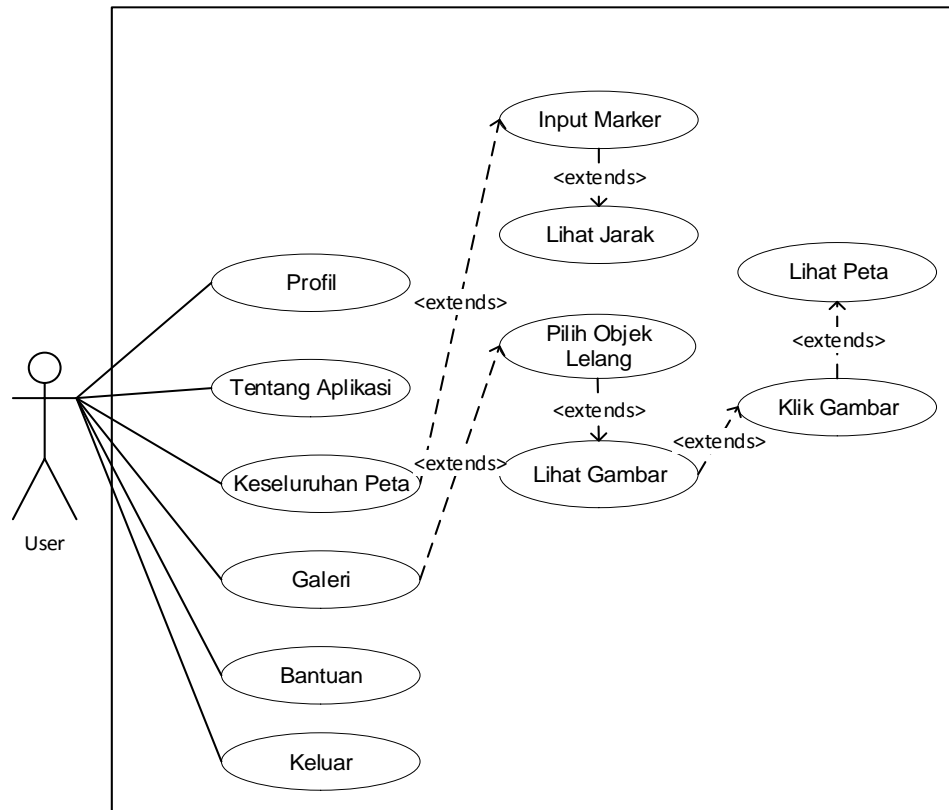 Input Marker
<extends>
Lihat Jarak
Profil
<extends>
Lihat Peta
Pilih Objek
Lelang
<extends>
Tentang Aplikasi
<extends>
Klik Gambar
<extends>
<extends>
Keseluruhan Peta
Lihat Gambar
User
Galeri
Bantuan
Keluar